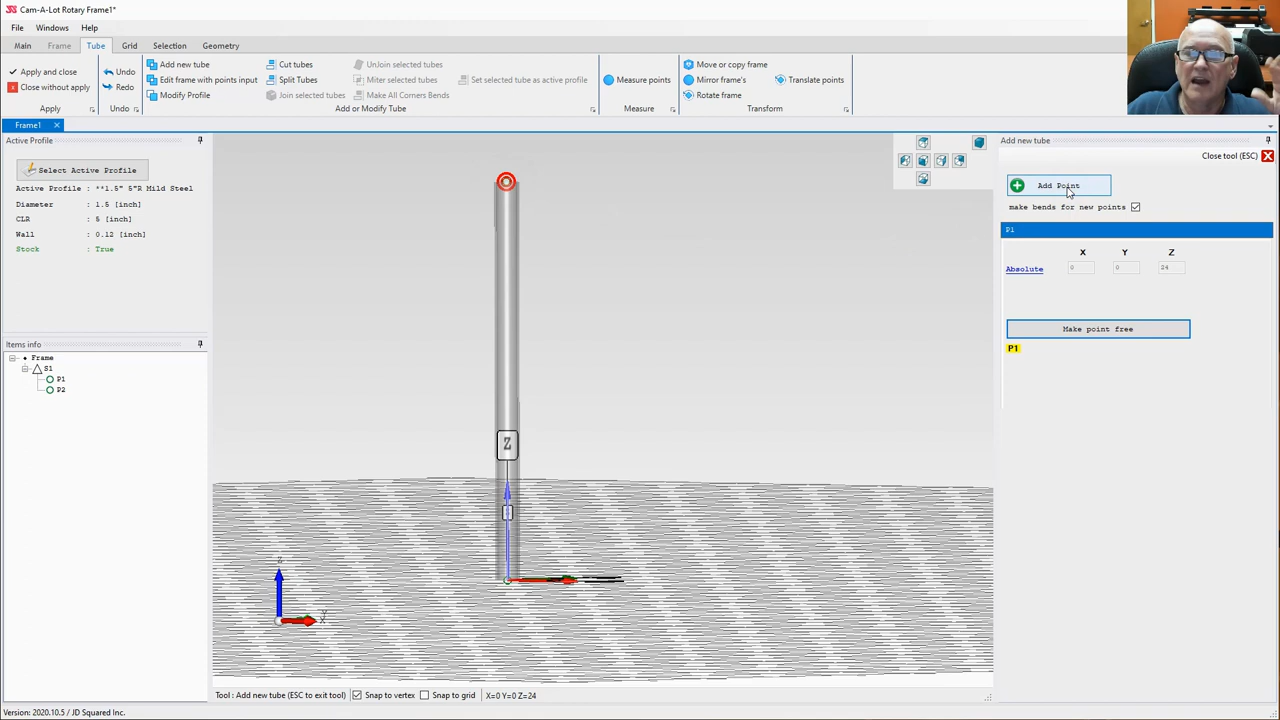 Cam-A-Lot Rotary Frame1*
File Windows Help
Main Frame Tube Grid Selection Geometry
Apply and close
Close without apply
Apply
Undo
Redo
Undo
Add new tube
Edit frame with points input
Modify Profile
Cut tubes
Split Tubes
Join selected tubes
UnJoin selected tubes
Miter selected tubes
Make All Corners Bends
Set selected tube as active profile
Add or Modify Tube
Measure points
Measure
Move or copy frame
Mirror frame's
Rotate frame
Translate points
Transform
Frame1
Active Profile
Select Active Profile
Active Profile : **1.5" 5"R Mild Steel
Diameter : 1.5 [inch]
CLR : 5 [inch]
Wall : 0.12 [inch]
Stock : True
Items info
Frame
S1
P1
P2
Z
Z
Y
X
Add new tube
Close tool (ESC)
Add Point
make bends for new points
P1
X Y Z
Absolute 0 0 24
Make point free
P1
Tool : Add new tube (ESC to exit tool) Snap to vertex Snap to grid X=0 Y=0 Z=24
Version: 2020.10.5 / JD Squared Inc.